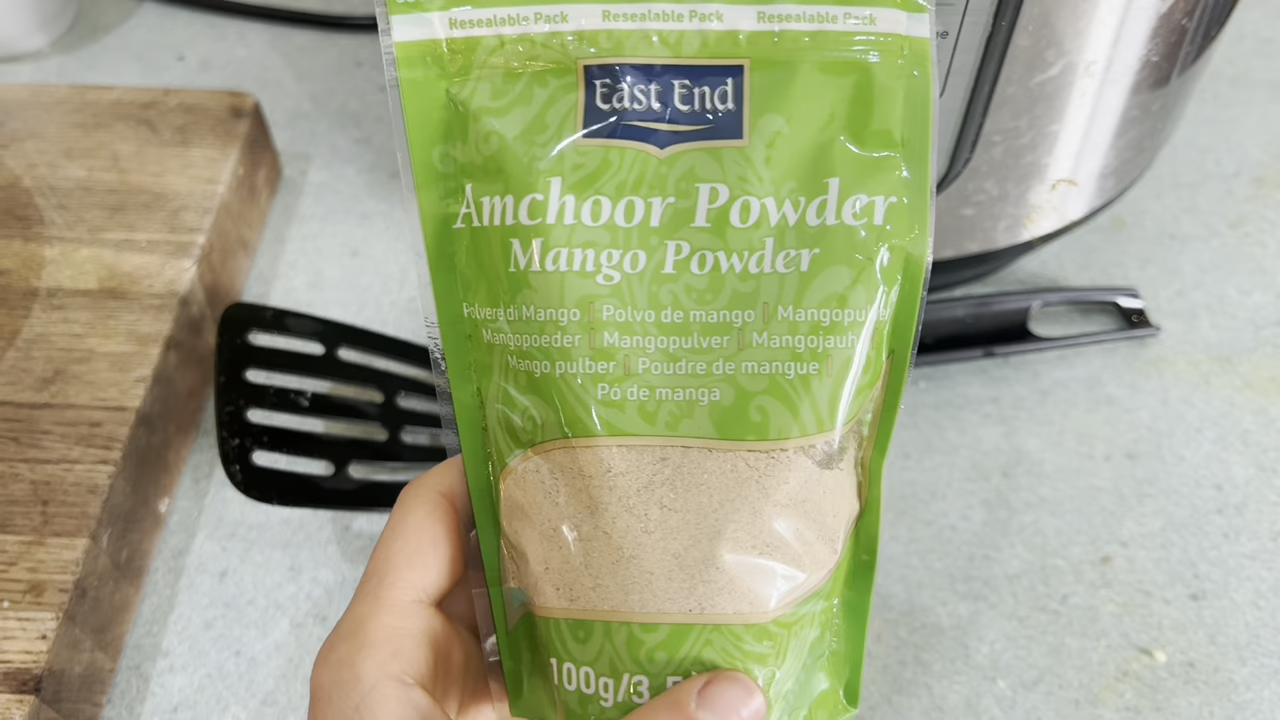 Resealable Pack Resealable Pack Resealable Pack
East End
Amchoor Powder
Mango Powder
Polvere di Mango | Polvo de mango |
Mangopoeder | Mangopulver | Mangojauh
Mango pulber | Poudre de mangue |
Pó de manga
100g/3.5